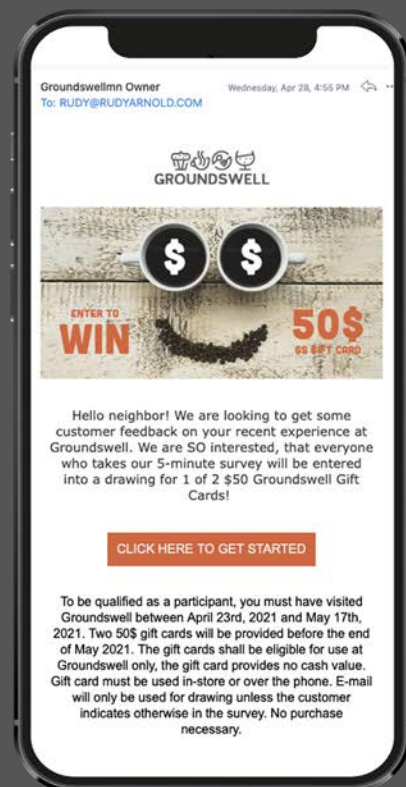 Groundswellmn Owner
Wednesday, Apr 28, 4:55 PM
To: RUDY@RUDYARNOLD.COM
GROUNDSWELL
$ $
ENTER TO
WIN
50$
GS GIFT CARD
Hello neighbor! We are looking to get some
customer feedback on your recent experience at
Groundswell. We are SO interested, that everyone
who takes our 5-minute survey will be entered
into a drawing for 1 of 2 $50 Groundswell Gift
Cards!
CLICK HERE TO GET STARTED
To be qualified as a participant, you must have visited
Groundswell between April 23rd, 2021 and May 17th,
2021. Two 50$ gift cards will be provided before the end
of May 2021. The gift cards shall be eligible for use at
Groundswell only, the gift card provides no cash value.
Gift card must be used in-store or over the phone. E-mail
will only be used for drawing unless the customer
indicates otherwise in the survey. No purchase
necessary.